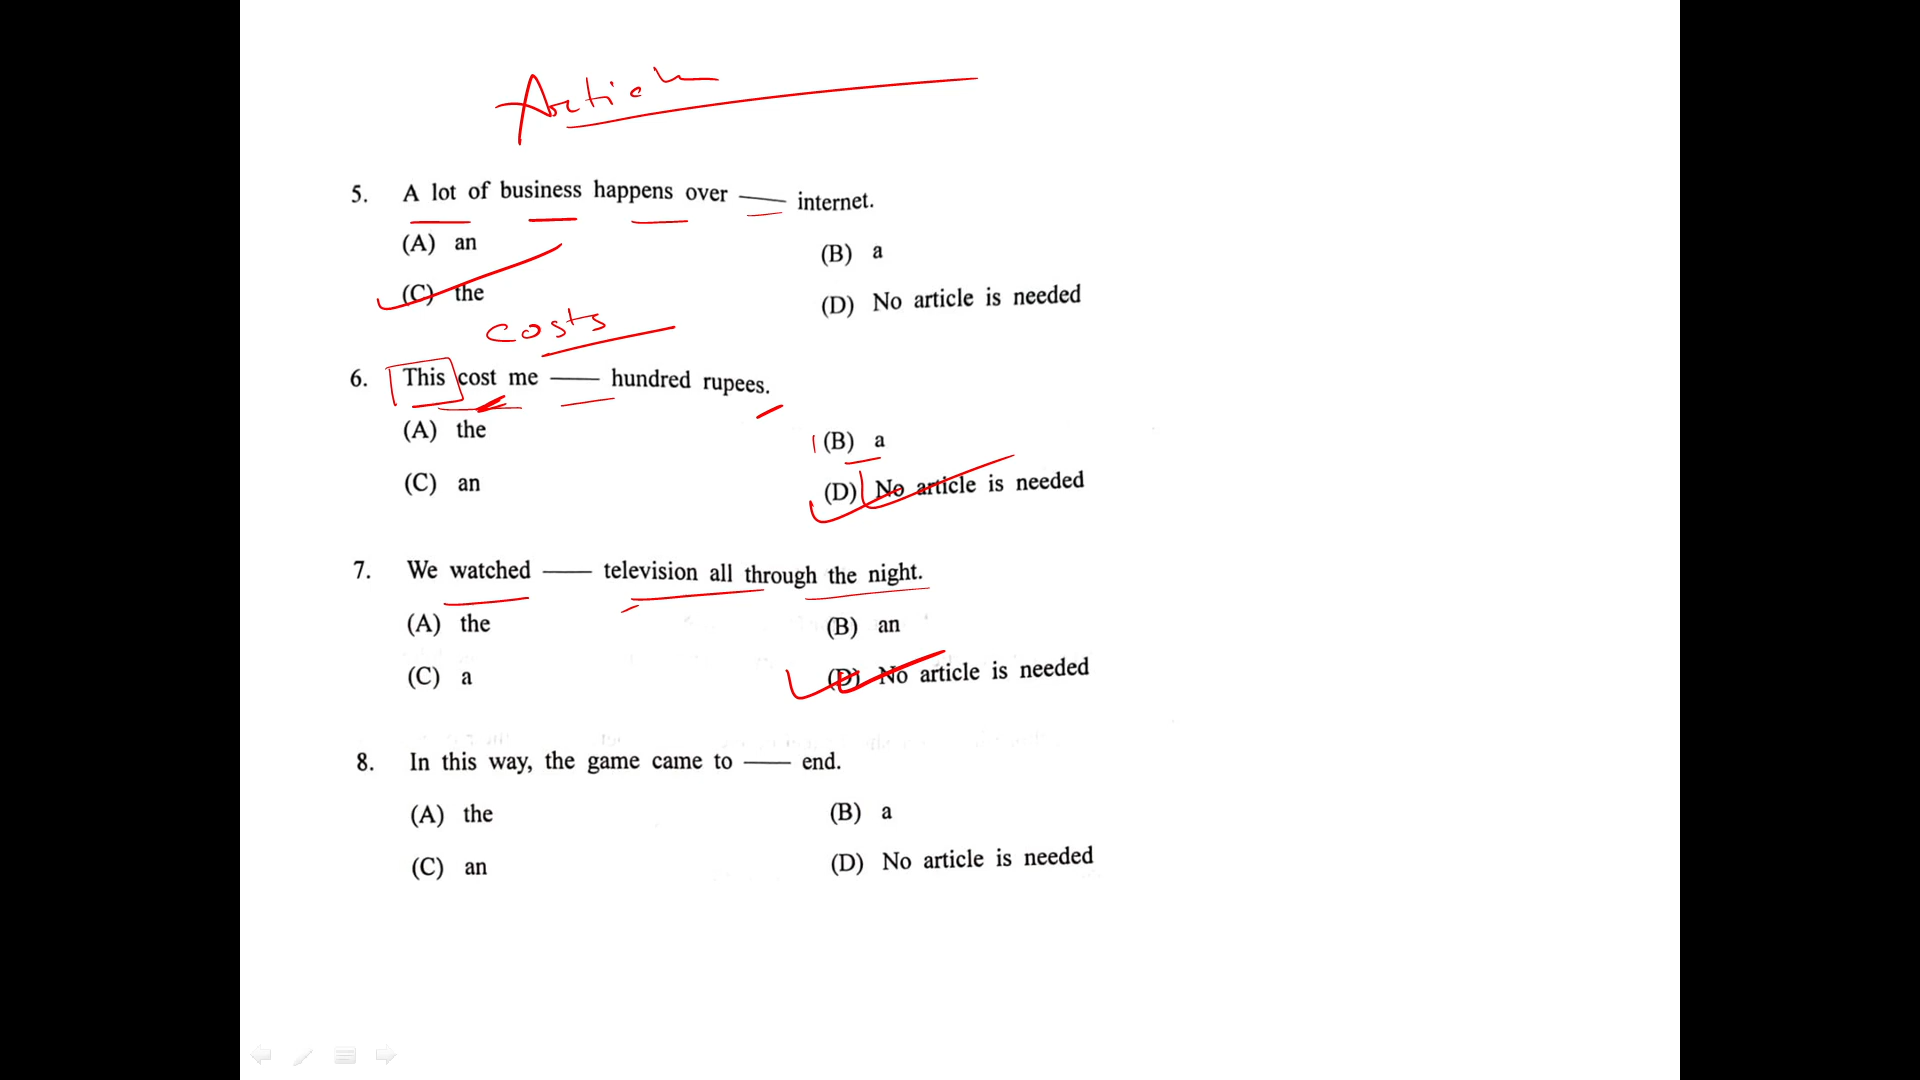 Article
5. A lot of business happens over —— internet.
(A) an
(B) a
(C) the
(D) No article is needed
costs
6. This cost me —— hundred rupees.
(A) the
(B) a
(C) an
(D) No article is needed
7. We watched —— television all through the night.
(A) the
(B) an
(C) a
(D) No article is needed
8. In this way, the game came to —— end.
(A) the
(B) a
(C) an
(D) No article is needed